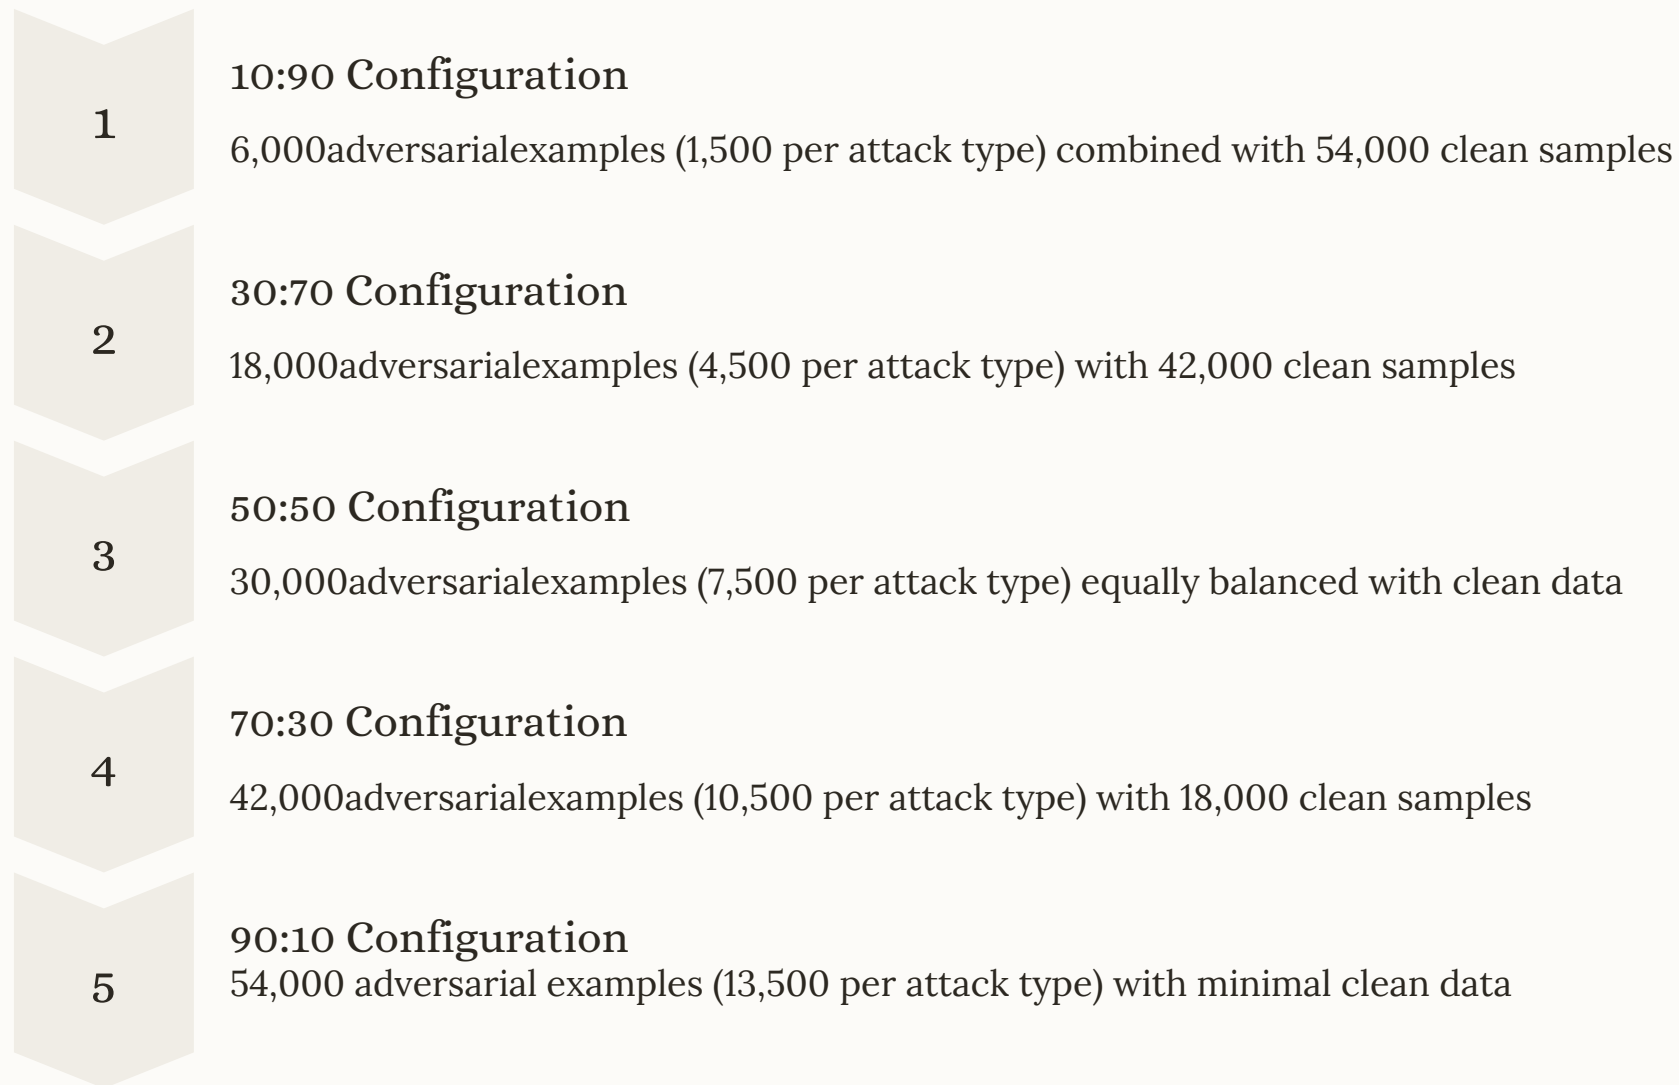 1
10:90 Configuration
6,000adversarialexamples (1,500 per attack type) combined with 54,000 clean samples
2
30:70 Configuration
18,000adversarialexamples (4,500 per attack type) with 42,000 clean samples
3
50:50 Configuration
30,000adversarialexamples (7,500 per attack type) equally balanced with clean data
4
70:30 Configuration
42,000adversarialexamples (10,500 per attack type) with 18,000 clean samples
5
90:10 Configuration
54,000 adversarial examples (13,500 per attack type) with minimal clean data